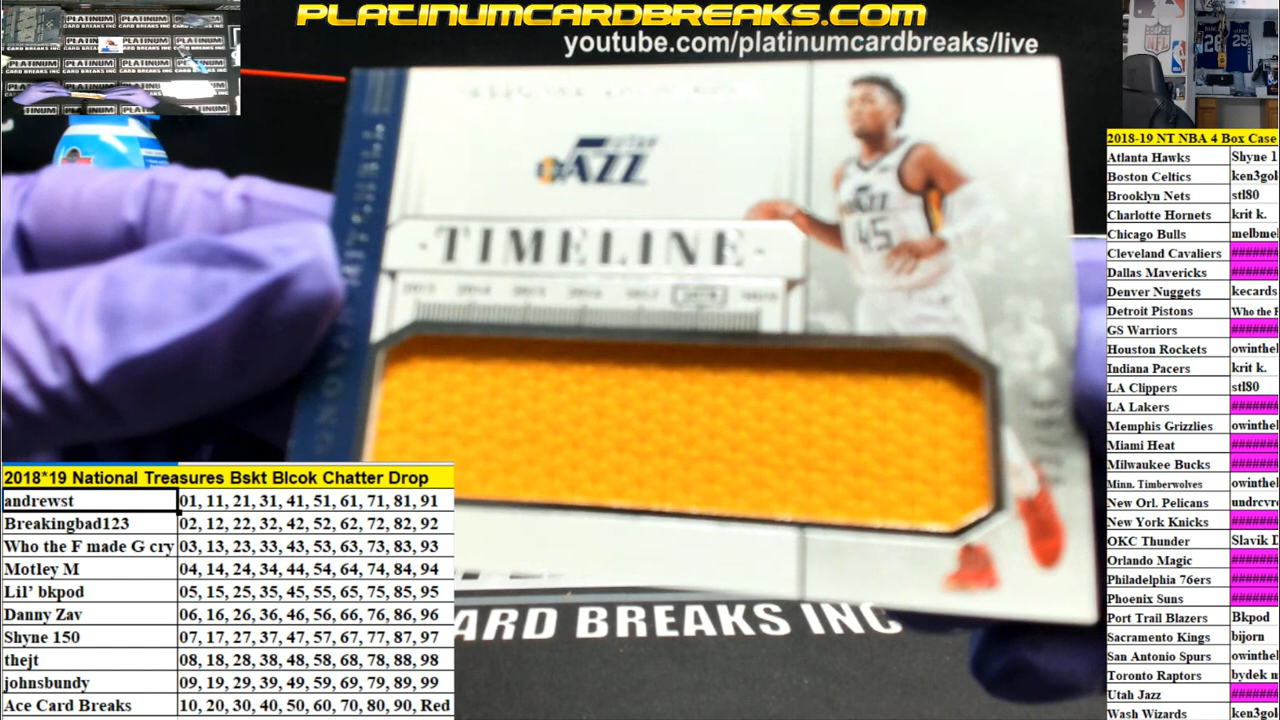 PLATINUMCARDBREAKS.COM
youtube.com/platinumcardbreaks/live
UTAH
JAZZ
TIMELINE
JAZZ
45
ARD BREAKS INC
2018*19 National Treasures Bskt Blcok Chatter Drop
andrewst 01, 11, 21, 31, 41, 51, 61, 71, 81, 91
Breakingbad123 02, 12, 22, 32, 42, 52, 62, 72, 82, 92
Who the F made G cry 03, 13, 23, 33, 43, 53, 63, 73, 83, 93
Motley M 04, 14, 24, 34, 44, 54, 64, 74, 84, 94
Lil’ bkpod 05, 15, 25, 35, 45, 55, 65, 75, 85, 95
Danny Zav 06, 16, 26, 36, 46, 56, 66, 76, 86, 96
Shyne 150 07, 17, 27, 37, 47, 57, 67, 77, 87, 97
thejt 08, 18, 28, 38, 48, 58, 68, 78, 88, 98
johnsbundy 09, 19, 29, 39, 49, 59, 69, 79, 89, 99
Ace Card Breaks 10, 20, 30, 40, 50, 60, 70, 80, 90, Red
2018-19 NT NBA 4 Box Case
Atlanta Hawks Shyne 1
Boston Celtics ken3gol
Brooklyn Nets stl80
Charlotte Hornets krit k.
Chicago Bulls melbmel
Cleveland Cavaliers #######
Dallas Mavericks #######
Denver Nuggets kecards
Detroit Pistons Who the F
GS Warriors #######
Houston Rockets owinthel
Indiana Pacers krit k.
LA Clippers stl80
LA Lakers #######
Memphis Grizzlies owinthel
Miami Heat #######
Milwaukee Bucks #######
Minn. Timberwolves owinthel
New Orl. Pelicans undrcvr
New York Knicks #######
OKC Thunder Slavik D
Orlando Magic #######
Philadelphia 76ers #######
Phoenix Suns #######
Port Trail Blazers Bkpod
Sacramento Kings bijorn
San Antonio Spurs owinthel
Toronto Raptors bydek m
Utah Jazz #######
Wash Wizards ken3gol